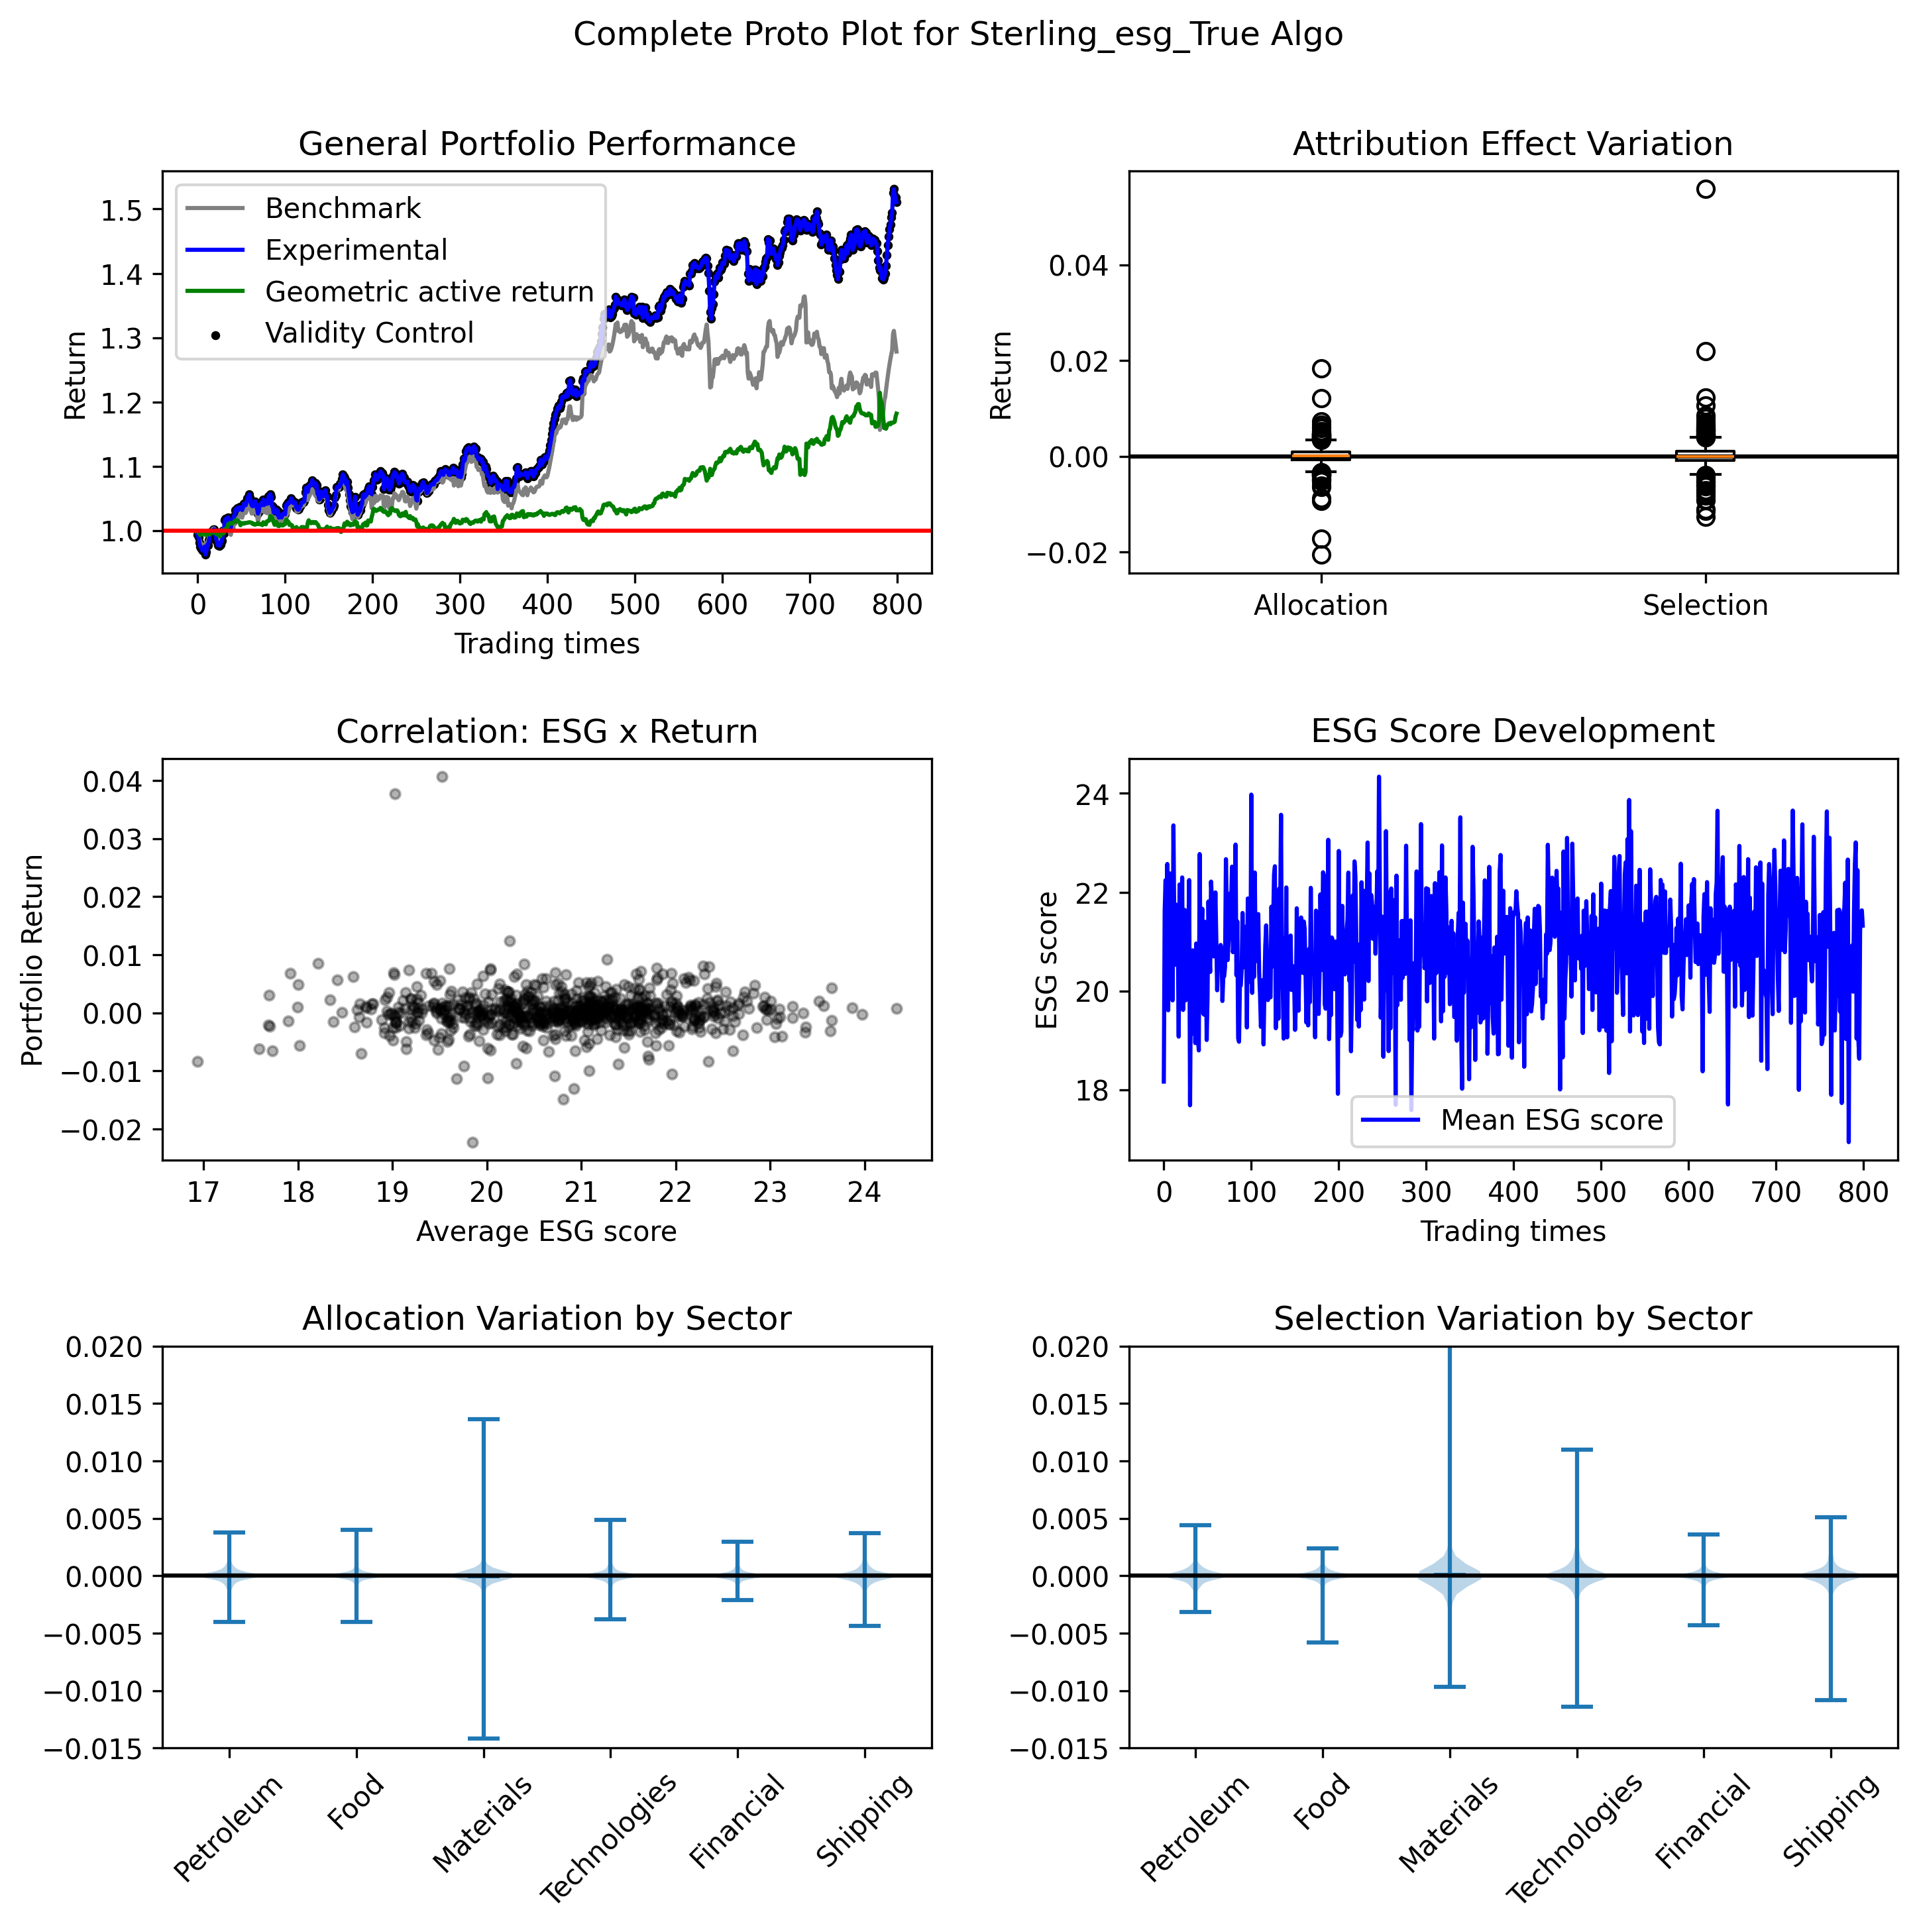 Complete Proto Plot for Sterling_esg_True Algo
General Portfolio Performance
Return
1.5
1.4
1.3
1.2
1.1
1.0
Benchmark
Experimental
Geometric active return
Validity Control
0 100 200 300 400 500 600 700 800
Trading times
Attribution Effect Variation
Return
0.04
0.02
0.00
−0.02
Allocation Selection
Correlation: ESG x Return
Portfolio Return
0.04
0.03
0.02
0.01
0.00
−0.01
−0.02
17 18 19 20 21 22 23 24
Average ESG score
ESG Score Development
ESG score
24
22
20
18
Mean ESG score
0 100 200 300 400 500 600 700 800
Trading times
Allocation Variation by Sector
0.020
0.015
0.010
0.005
0.000
−0.005
−0.010
−0.015
Petroleum
Food
Materials
Technologies
Financial
Shipping
Selection Variation by Sector
0.020
0.015
0.010
0.005
0.000
−0.005
−0.010
−0.015
Petroleum
Food
Materials
Technologies
Financial
Shipping